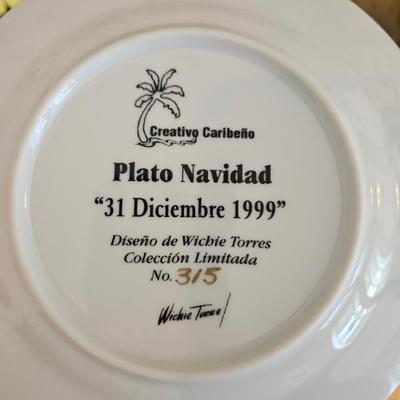 Creativo Caribeño
Plato Navidad
“31 Diciembre 1999”
Diseño de Wichie Torres
Colección Limitada
No. 315
Wichie Torres